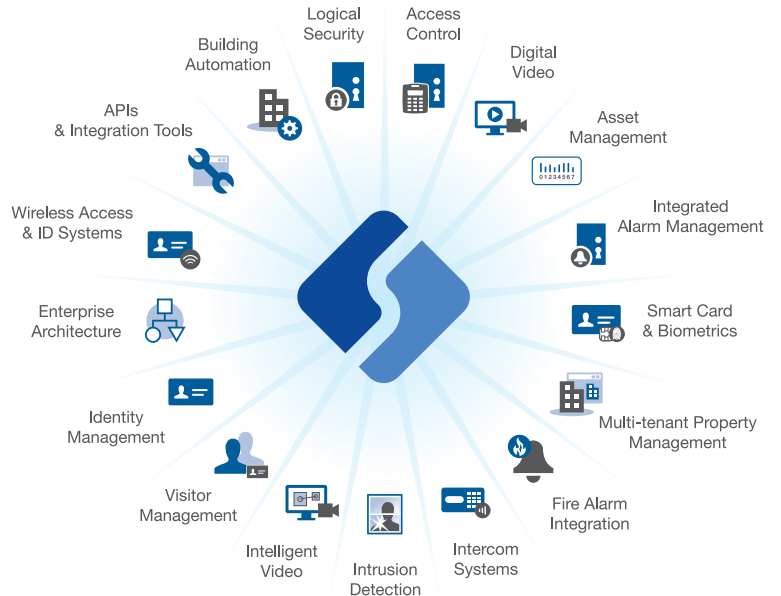 Logical
Security
Access
Control
Digital
Video
Asset
Management
01234567
Integrated
Alarm Management
Smart Card
& Biometrics
Multi-tenant Property
Management
Fire Alarm
Integration
Intercom
Systems
Intrusion
Detection
Intelligent
Video
Visitor
Management
Identity
Management
Enterprise
Architecture
Wireless Access
& ID Systems
APIs
& Integration Tools
Building
Automation